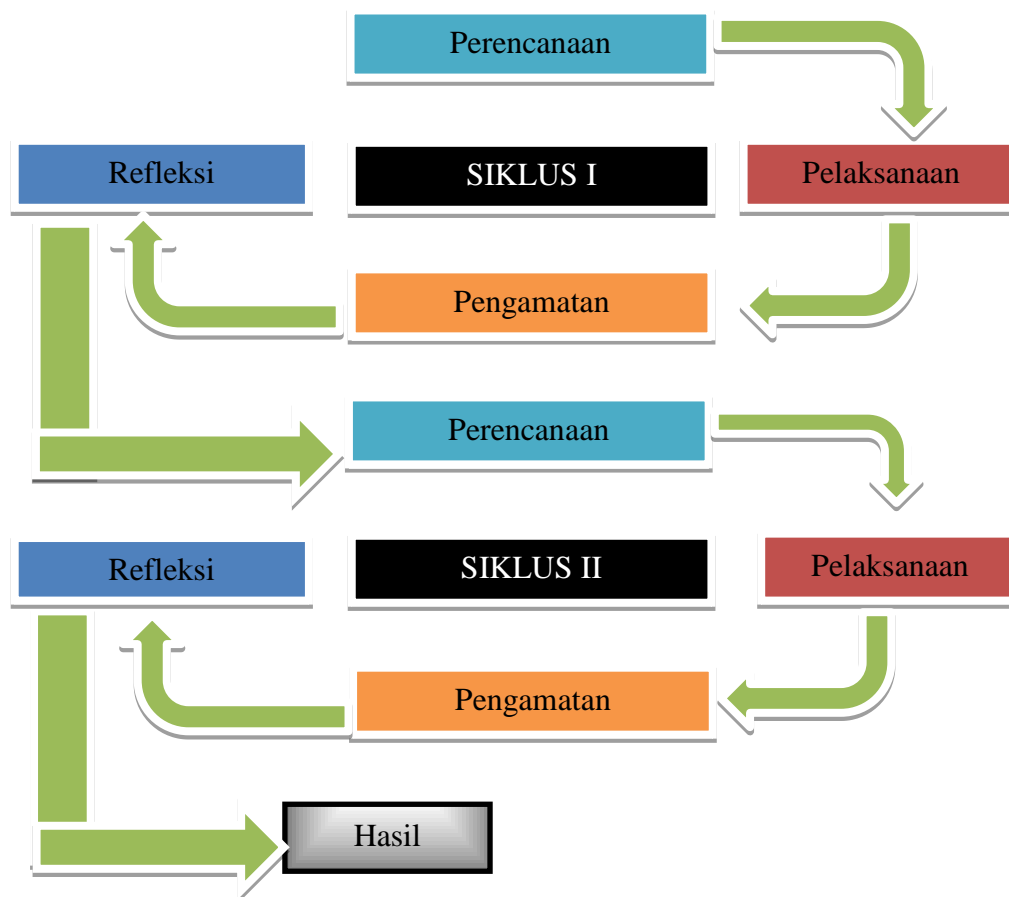 Perencanaan
Refleksi
SIKLUS I
Pelaksanaan
Pengamatan
Perencanaan
Refleksi
SIKLUS II
Pelaksanaan
Pengamatan
Hasil